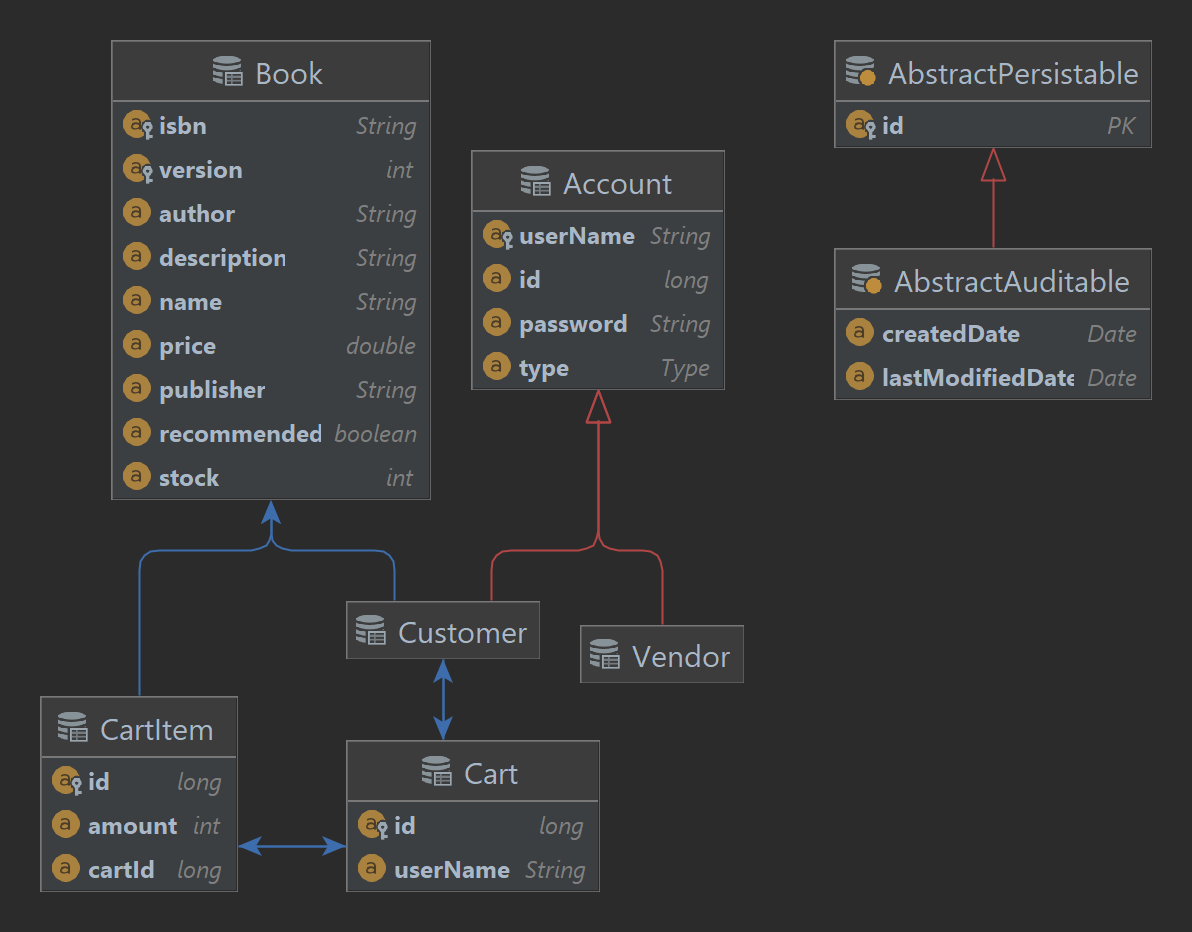 Book
isbn String
version int
author String
description String
name String
price double
publisher String
recommended boolean
stock int
Account
userName String
id long
password String
type Type
AbstractPersistable
id PK
AbstractAuditable
createdDate Date
lastModifiedDate Date
Customer
Vendor
CartItem
id long
amount int
cartId long
Cart
id long
userName String